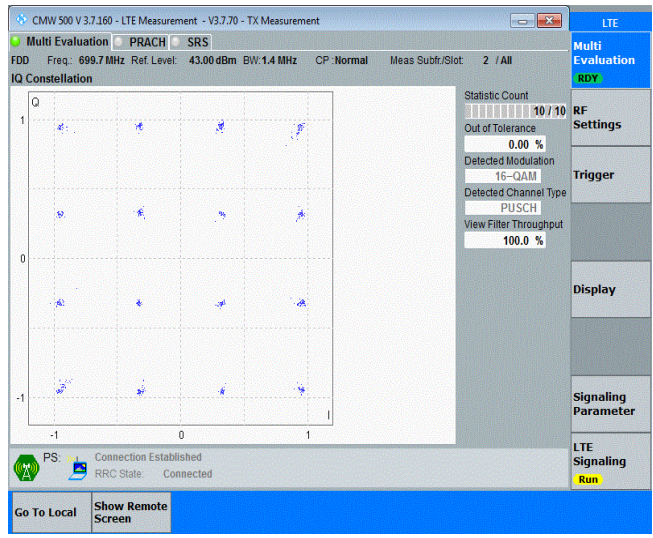 CMW 500 V 3.7.160 - LTE Measurement - V3.7.70 - TX Measurement
LTE
Multi Evaluation PRACH SRS
Multi
Evaluation
RDY
FDD Freq.: 699.7 MHz Ref. Level: 43.00 dBm BW: 1.4 MHz CP : Normal Meas Subfr./Slot: 2 / All
IQ Constellation
Q
1
0
-1
I
-1 0 1
Statistic Count
10 / 10
Out of Tolerance
0.00 %
Detected Modulation
16-QAM
Detected Channel Type
PUSCH
View Filter Throughput
100.0 %
RF
Settings
Trigger
Display
Signaling
Parameter
LTE
Signaling
Run
PS: Connection Established
RRC State: Connected
Go To Local
Show Remote
Screen